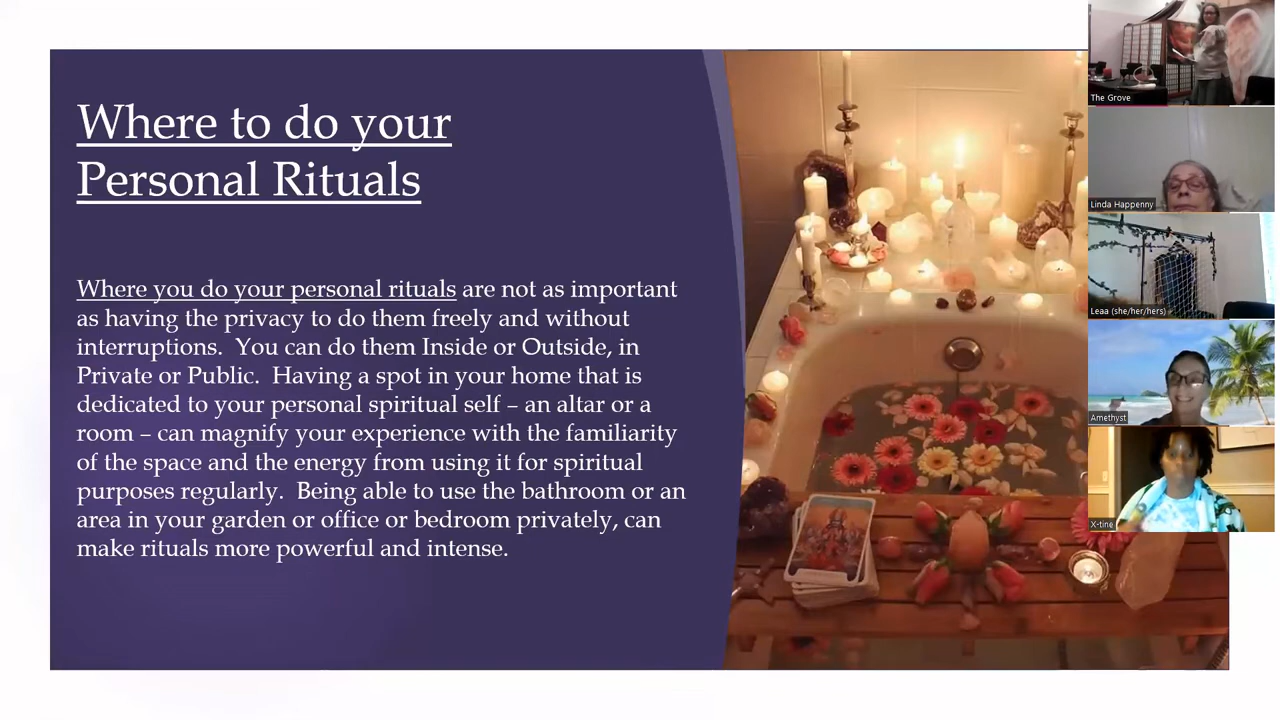 Where to do your
Personal Rituals
Where you do your personal rituals are not as important
as having the privacy to do them freely and without
interruptions.  You can do them Inside or Outside, in
Private or Public.  Having a spot in your home that is
dedicated to your personal spiritual self – an altar or a
room – can magnify your experience with the familiarity
of the space and the energy from using it for spiritual
purposes regularly.  Being able to use the bathroom or an
area in your garden or office or bedroom privately, can
make rituals more powerful and intense.
The Grove
Linda Happenny
Leaa (she/her/hers)
Amethyst
X-tine